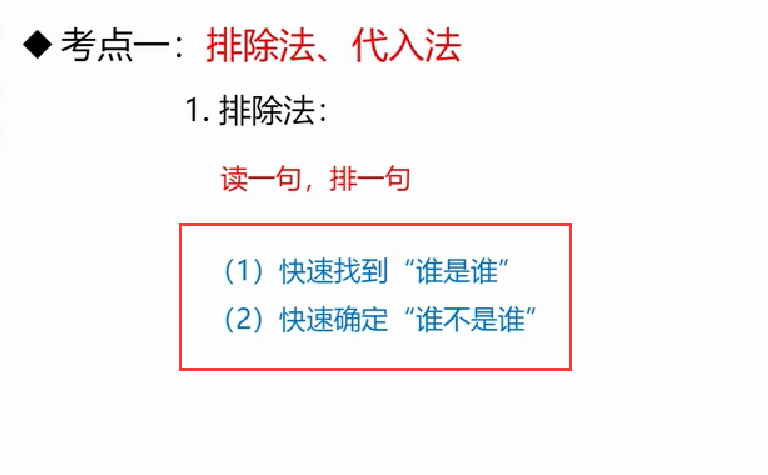 ◆考点一：排除法、代入法
1. 排除法：
读一句，排一句
（1）快速找到“谁是谁”
（2）快速确定“谁不是谁”